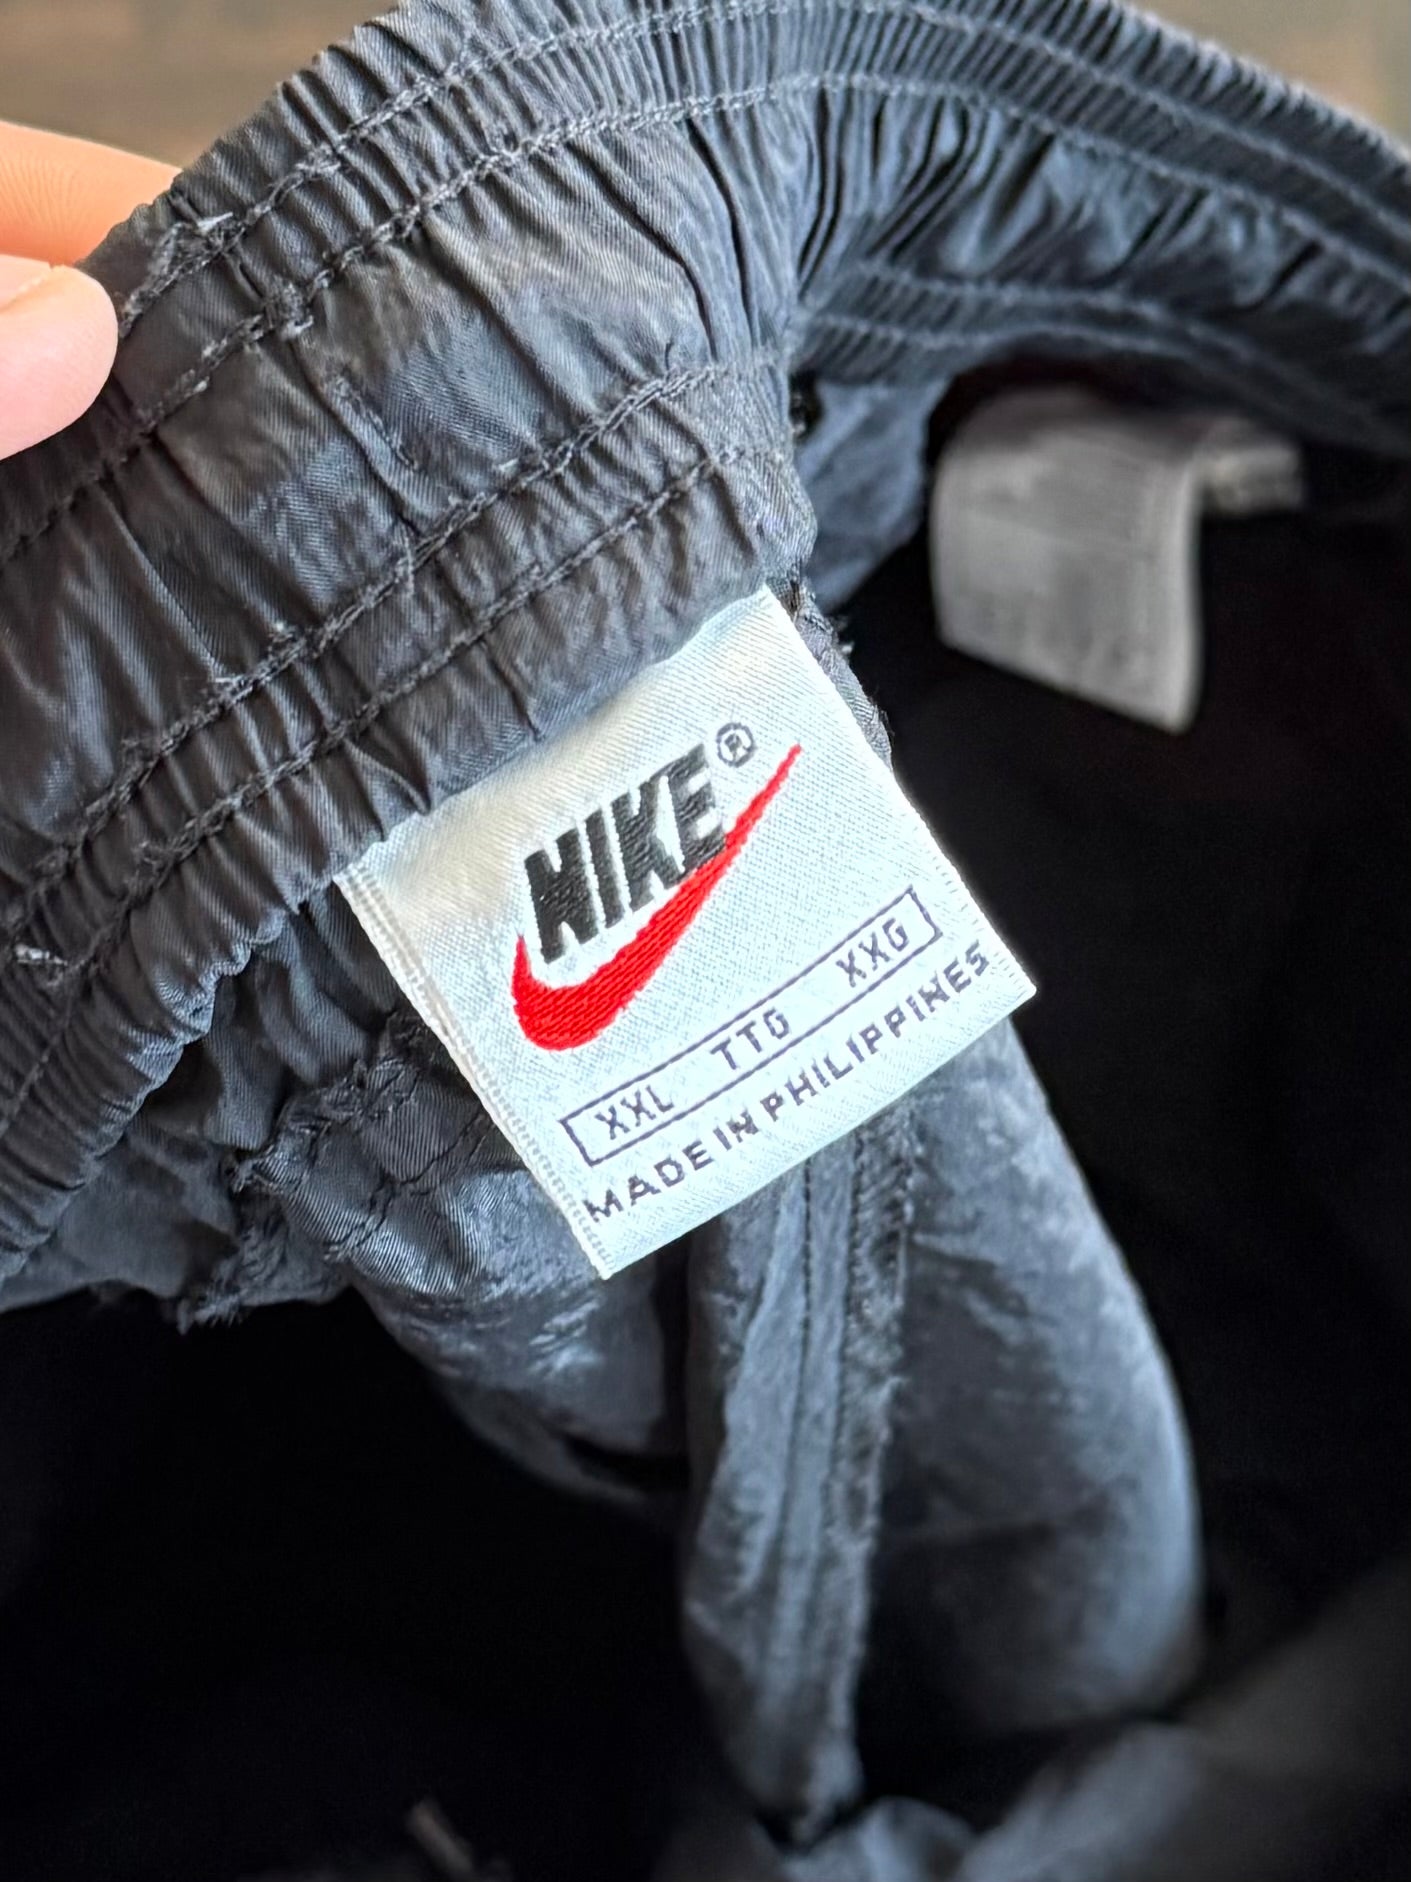 NIKE®
XXL TTG XXG
MADE IN PHILIPPINES